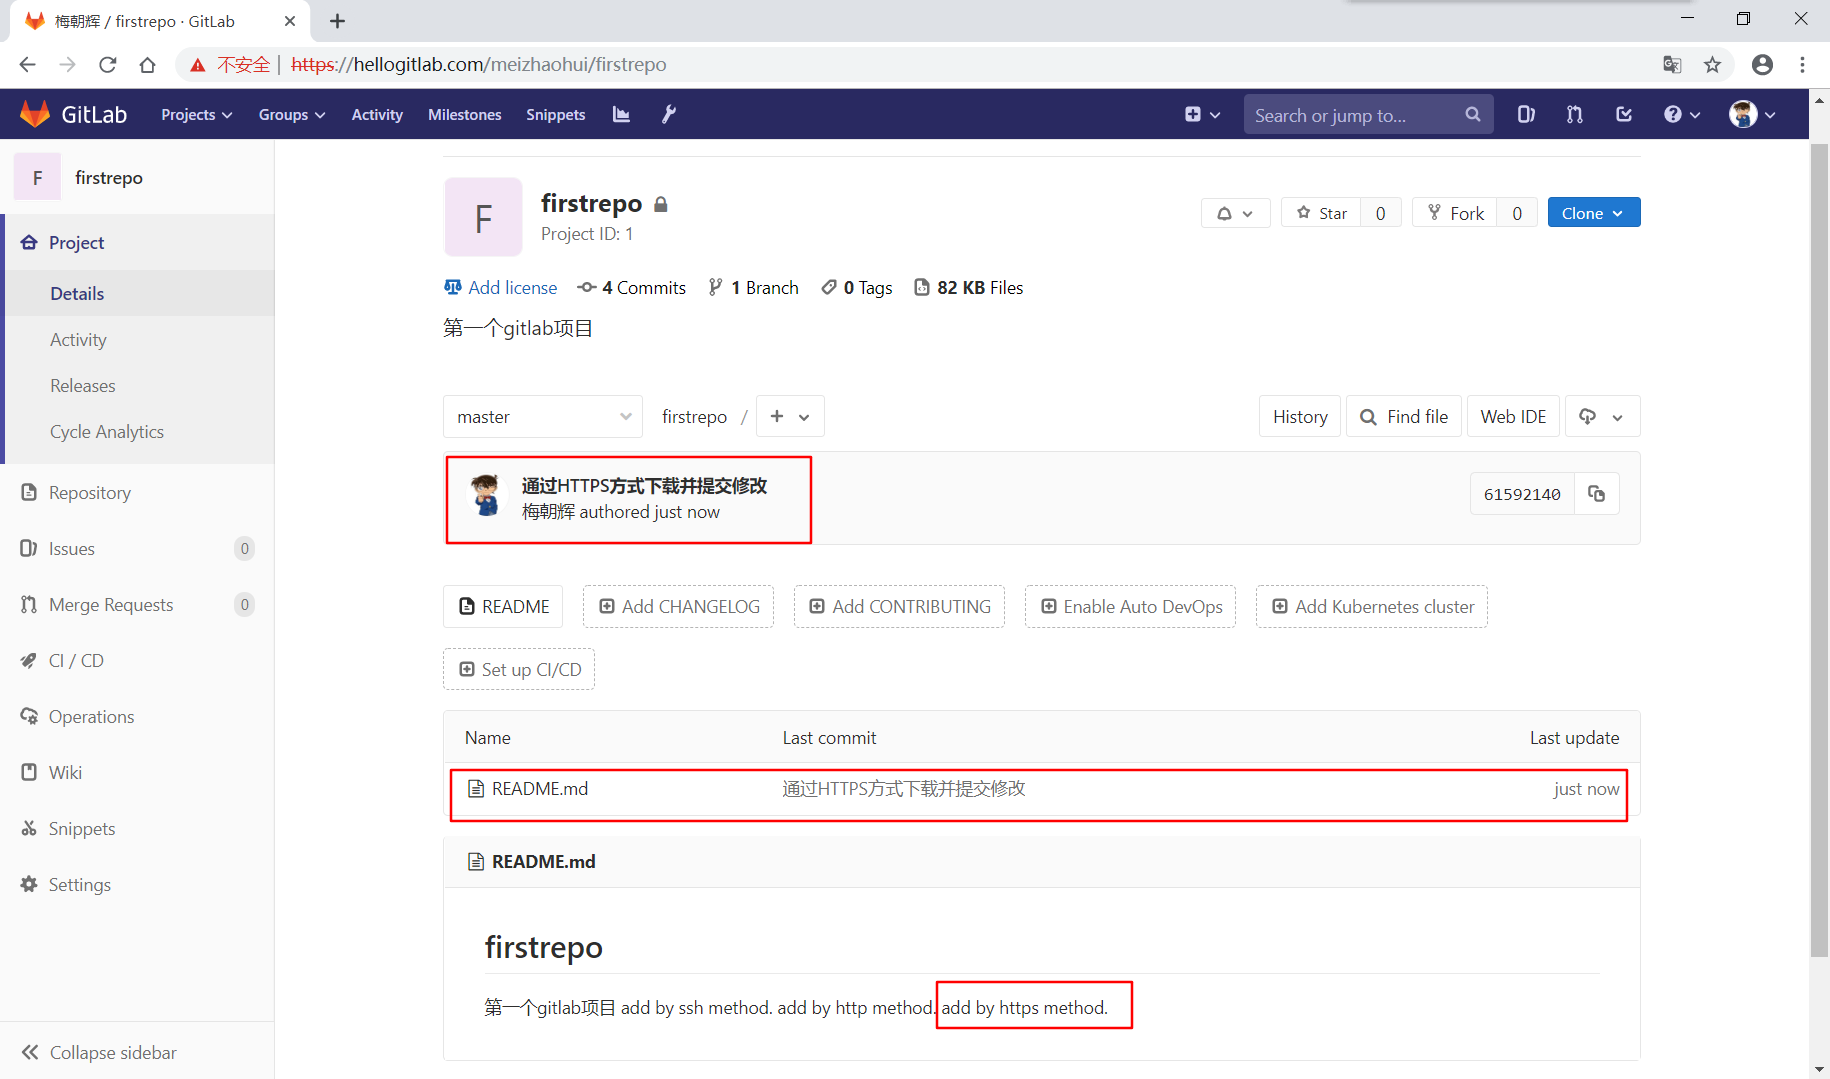 梅朝辉 / firstrepo · GitLab
不安全 | https://hellogitlab.com/meizhaohui/firstrepo
GitLab Projects Groups Activity Milestones Snippets Search or jump to...
F firstrepo
Project
Details
Activity
Releases
Cycle Analytics
Repository
Issues 0
Merge Requests 0
CI / CD
Operations
Wiki
Snippets
Settings
Collapse sidebar
F
firstrepo
Project ID: 1
Star 0 Fork 0 Clone
Add license 4 Commits 1 Branch 0 Tags 82 KB Files
第一个gitlab项目
master firstrepo / + History Find file Web IDE
通过HTTPS方式下载并提交修改
梅朝辉 authored just now
61592140
README Add CHANGELOG Add CONTRIBUTING Enable Auto DevOps Add Kubernetes cluster
Set up CI/CD
Name Last commit Last update
README.md 通过HTTPS方式下载并提交修改 just now
README.md
firstrepo
第一个gitlab项目 add by ssh method. add by http method. add by https method.